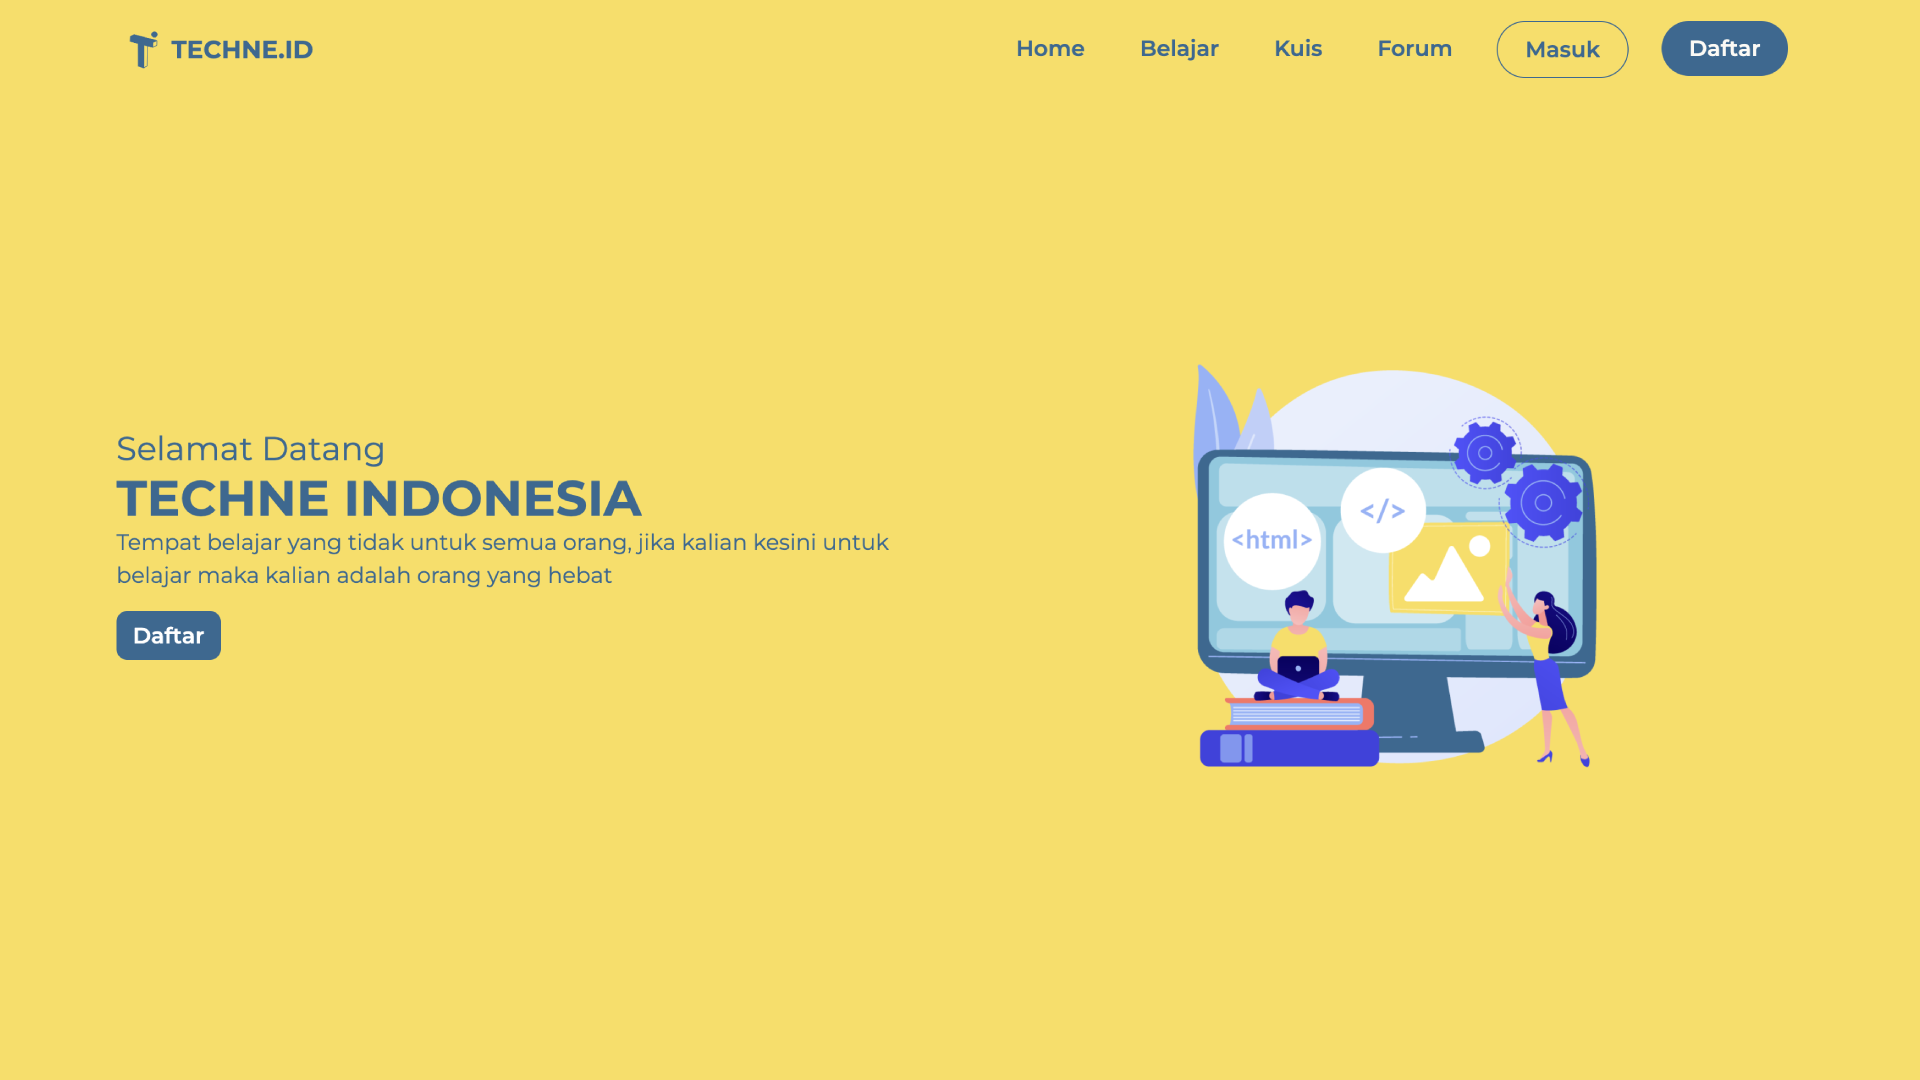 TECHNE.ID
Home
Belajar
Kuis
Forum
Masuk
Daftar
Selamat Datang
TECHNE INDONESIA
Tempat belajar yang tidak untuk semua orang, jika kalian kesini untuk
belajar maka kalian adalah orang yang hebat
Daftar
<html>
</>